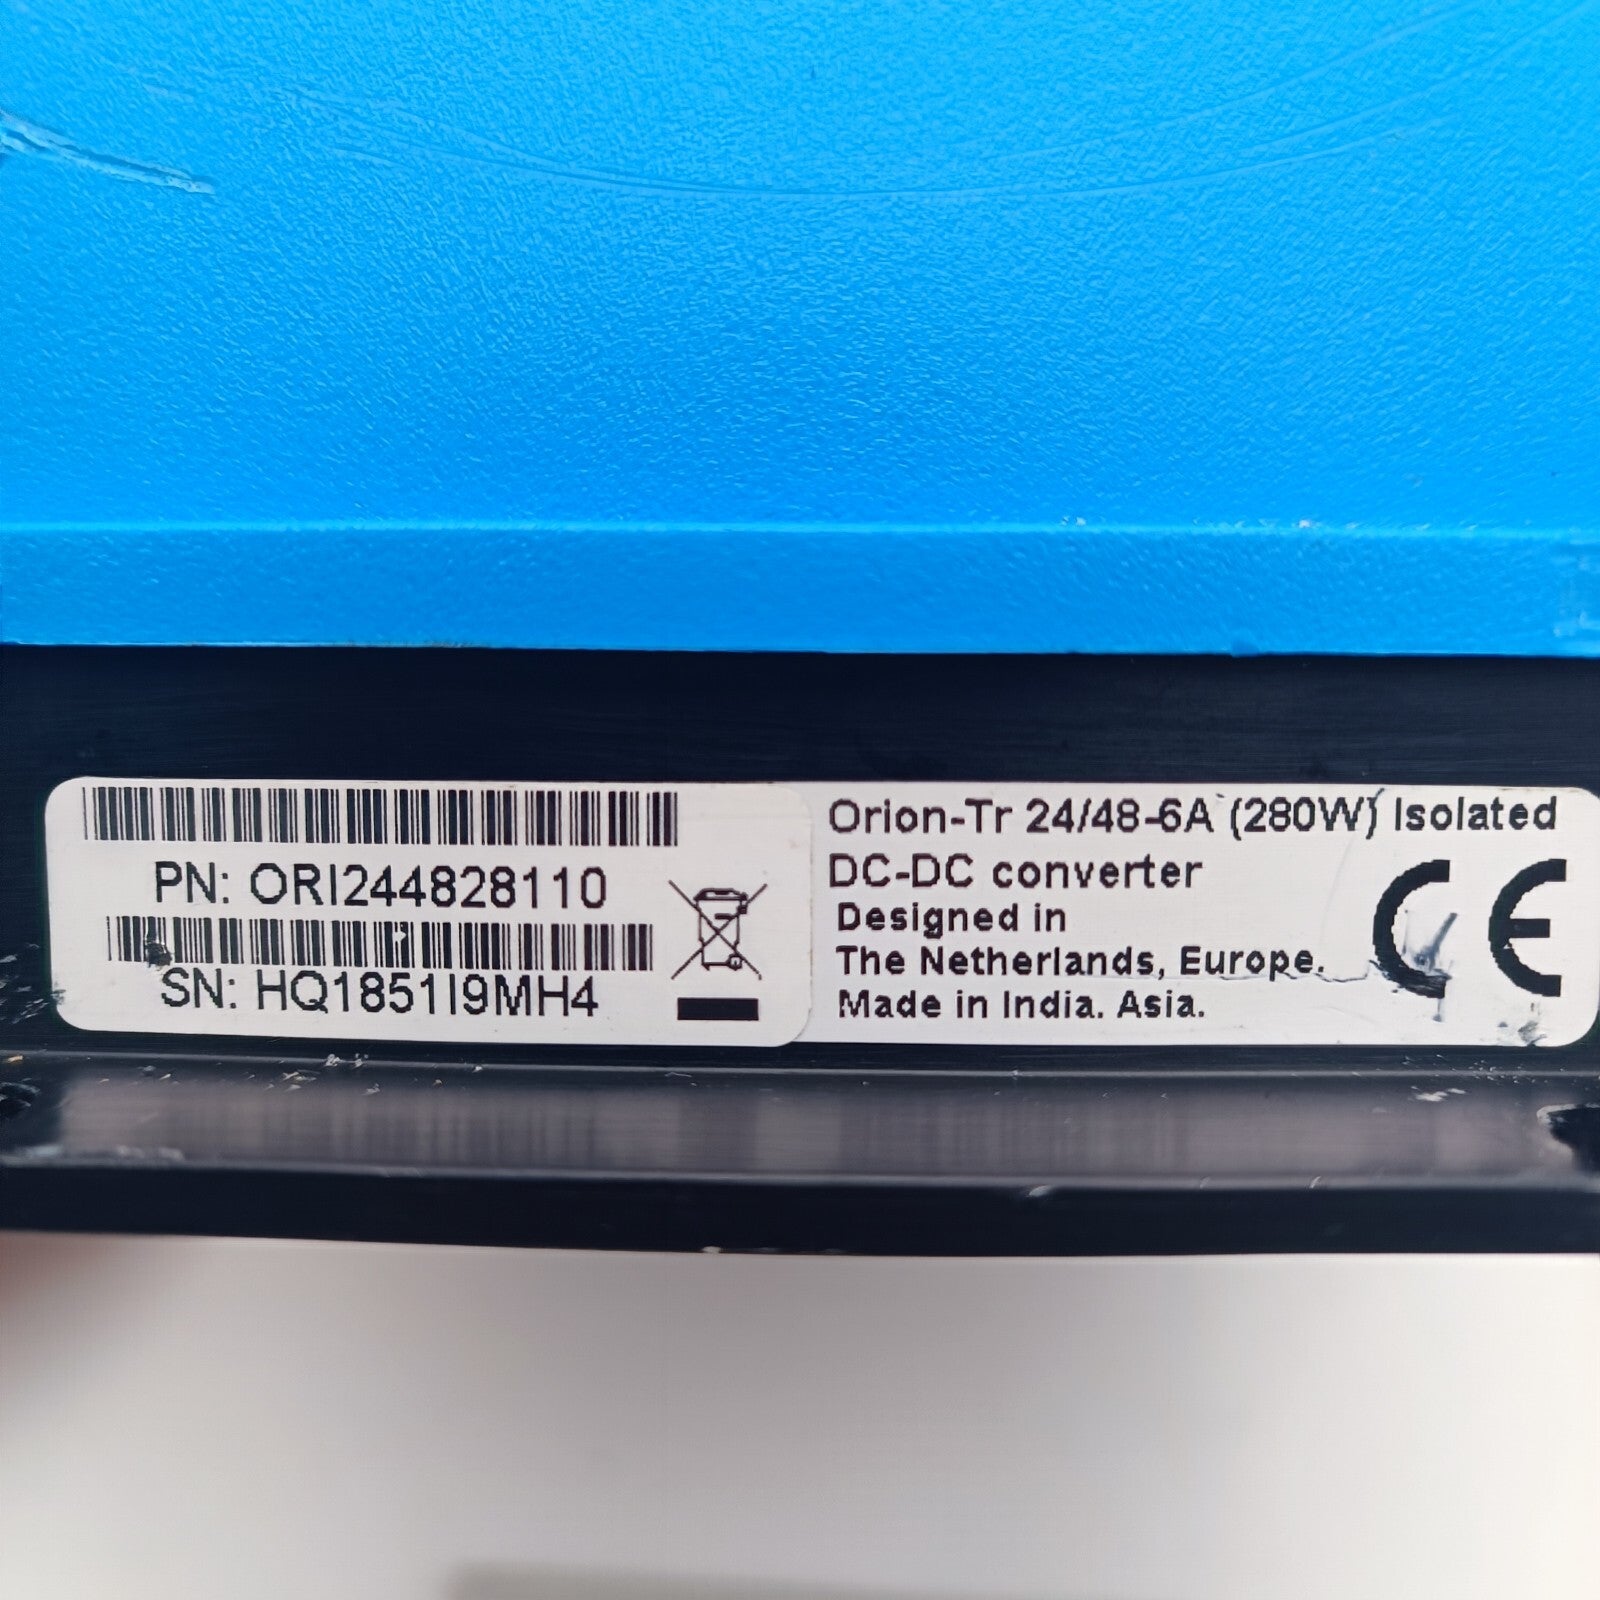 PN: ORI244828110
SN: HQ1851I9MH4
Orion-Tr 24/48-6A (280W) Isolated
DC-DC converter
Designed in
The Netherlands, Europe.
Made in India. Asia.
CE